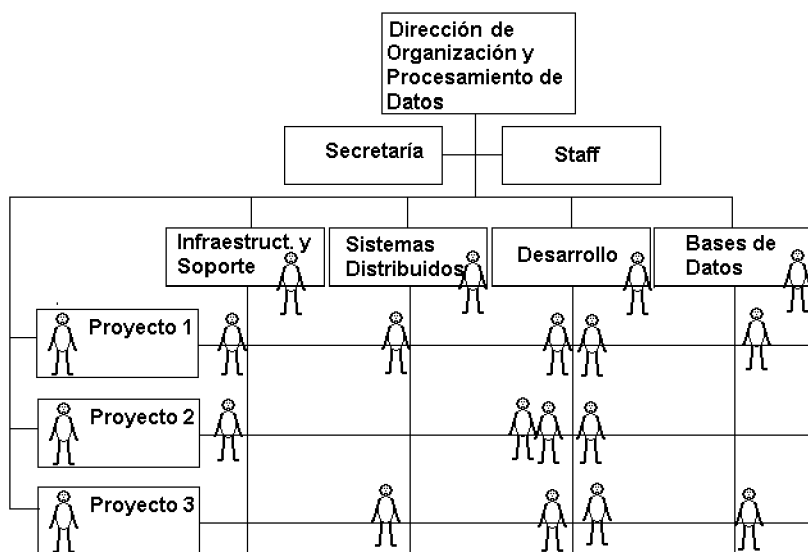 Dirección de
Organización y
Procesamiento de
Datos
Secretaría
Staff
Infraestruct. y
Soporte
Sistemas
Distribuidos
Desarrollo
Bases de
Datos
Proyecto 1
Proyecto 2
Proyecto 3